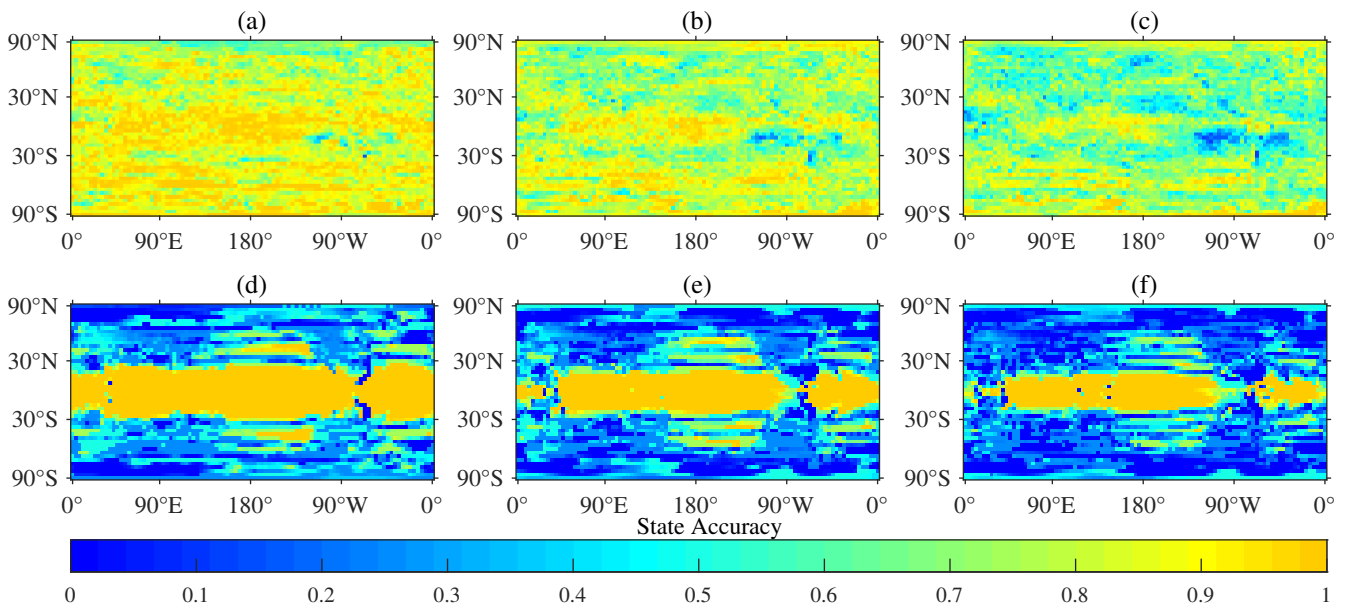 (a) (b) (c)
90°N 90°N 90°N
30°N 30°N 30°N
30°S 30°S 30°S
90°S 90°S 90°S
0° 90°E 180° 90°W 0° 0° 90°E 180° 90°W 0° 0° 90°E 180° 90°W 0°
(d) (e) (f)
90°N 90°N 90°N
30°N 30°N 30°N
30°S 30°S 30°S
90°S 90°S 90°S
0° 90°E 180° 90°W 0° 0° 90°E 180° 90°W 0° 0° 90°E 180° 90°W 0°
State Accuracy
0 0.1 0.2 0.3 0.4 0.5 0.6 0.7 0.8 0.9 1